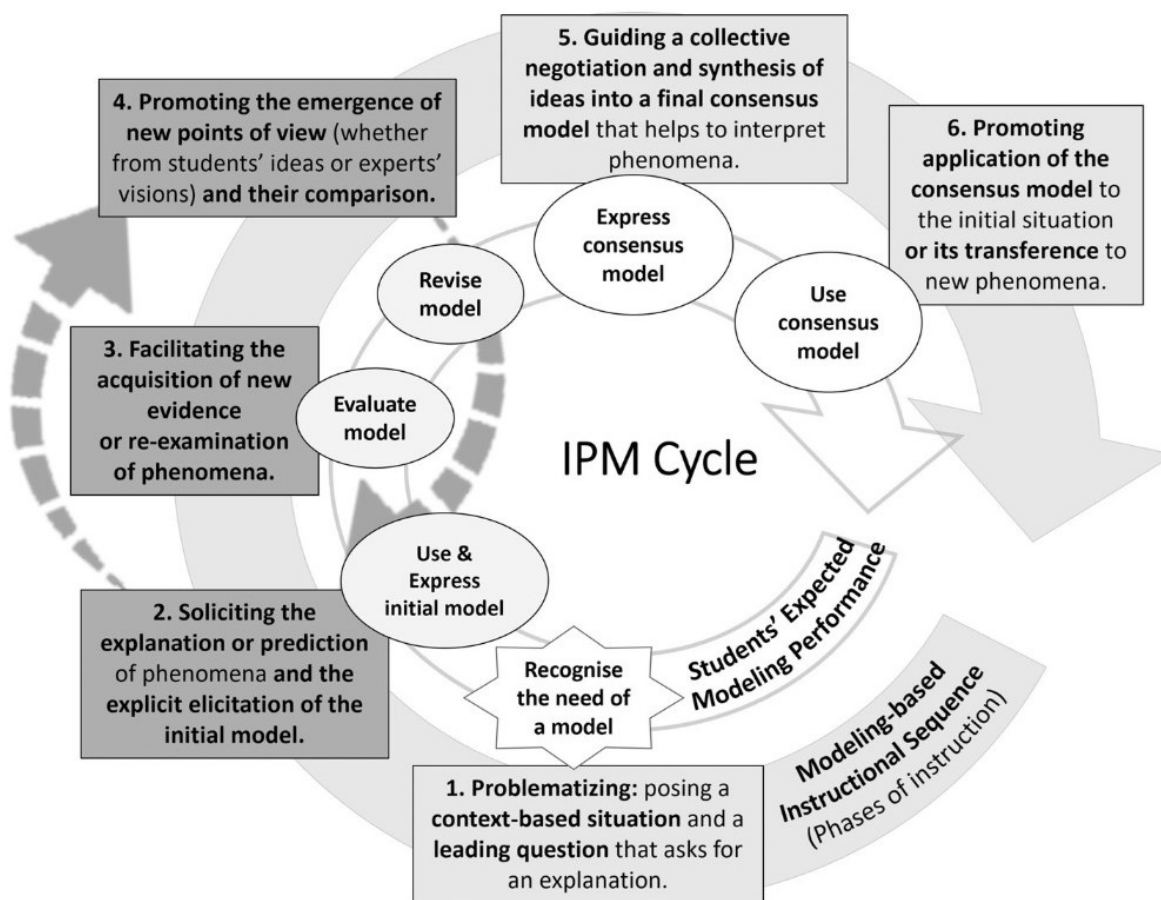 5. Guiding a collective
negotiation and synthesis of
ideas into a final consensus
model that helps to interpret
phenomena.
4. Promoting the emergence of
new points of view (whether
from students' ideas or experts'
visions) and their comparison.
6. Promoting
application of the
consensus model to
the initial situation
or its transference to
new phenomena.
Express
consensus
model
Revise
model
Use
consensus
model
3. Facilitating the
acquisition of new
evidence
or re-examination
of phenomena.
Evaluate
model
IPM Cycle
Use &
Express
initial model
2. Soliciting the
explanation or prediction
of phenomena and the
explicit elicitation of the
initial model.
Recognise
the need of
a model
Students' Expected
Modeling Performance
Modeling-based
Instructional Sequence
(Phases of instruction)
1. Problematizing: posing a
context-based situation and a
leading question that asks for
an explanation.